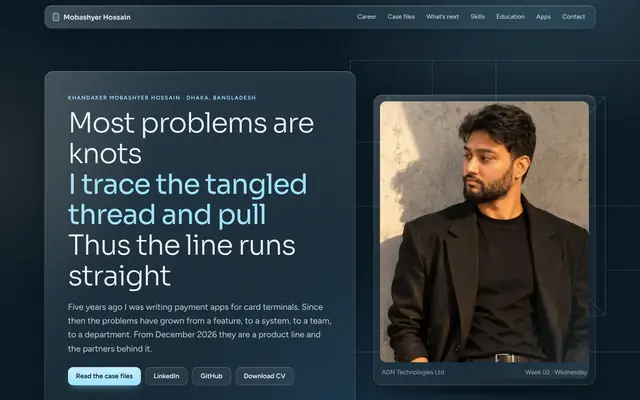 Mobashyer Hossain
Career Case files What's next Skills Education Apps Contact
KHANDAKER MOBASHYER HOSSAIN · DHAKA, BANGLADESH
Most problems are
knots
I trace the tangled
thread and pull
Thus the line runs
straight
Five years ago I was writing payment apps for card terminals. Since
then the problems have grown from a feature, to a system, to a team,
to a department. From December 2026 they are a product line and
the partners behind it.
Read the case files LinkedIn GitHub Download CV
ADN Technologies Ltd. Week 02 · Wednesday